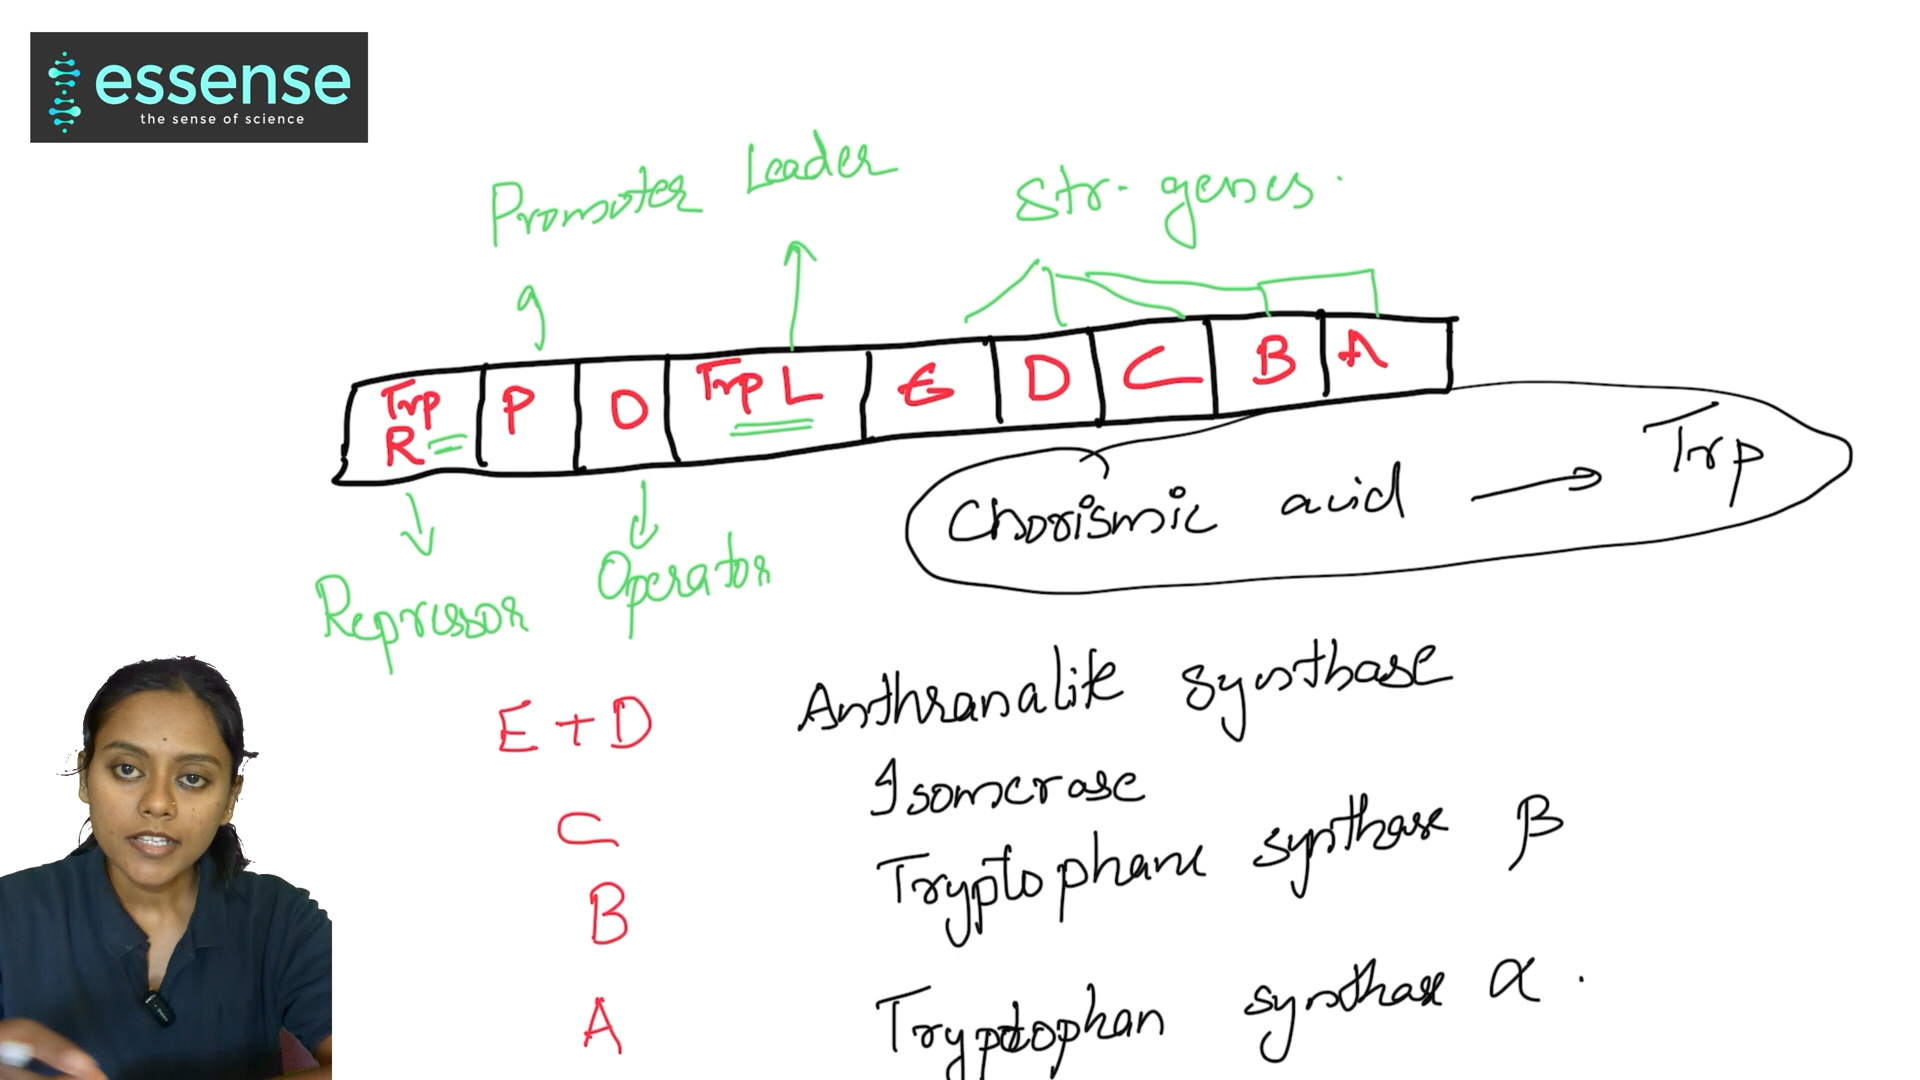 essense
the sense of science
Promoter Leader Str. genes.
Trp R P O Trp L E D C B A
Chorismic acid → Trp
Repressor Operator
E + D Anthranalite synthase
C Isomerase
B Tryptophane synthase β
A Tryptophan synthase α.